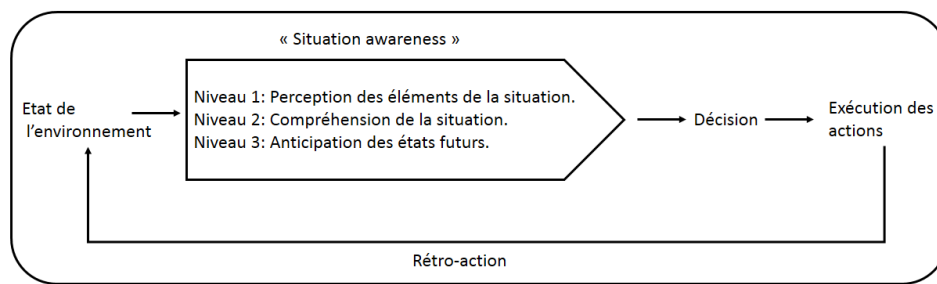 « Situation awareness »
Niveau 1: Perception des éléments de la situation.
Niveau 2: Compréhension de la situation.
Niveau 3: Anticipation des états futurs.
Etat de
l’environnement
Décision
Exécution des
actions
Rétro-action